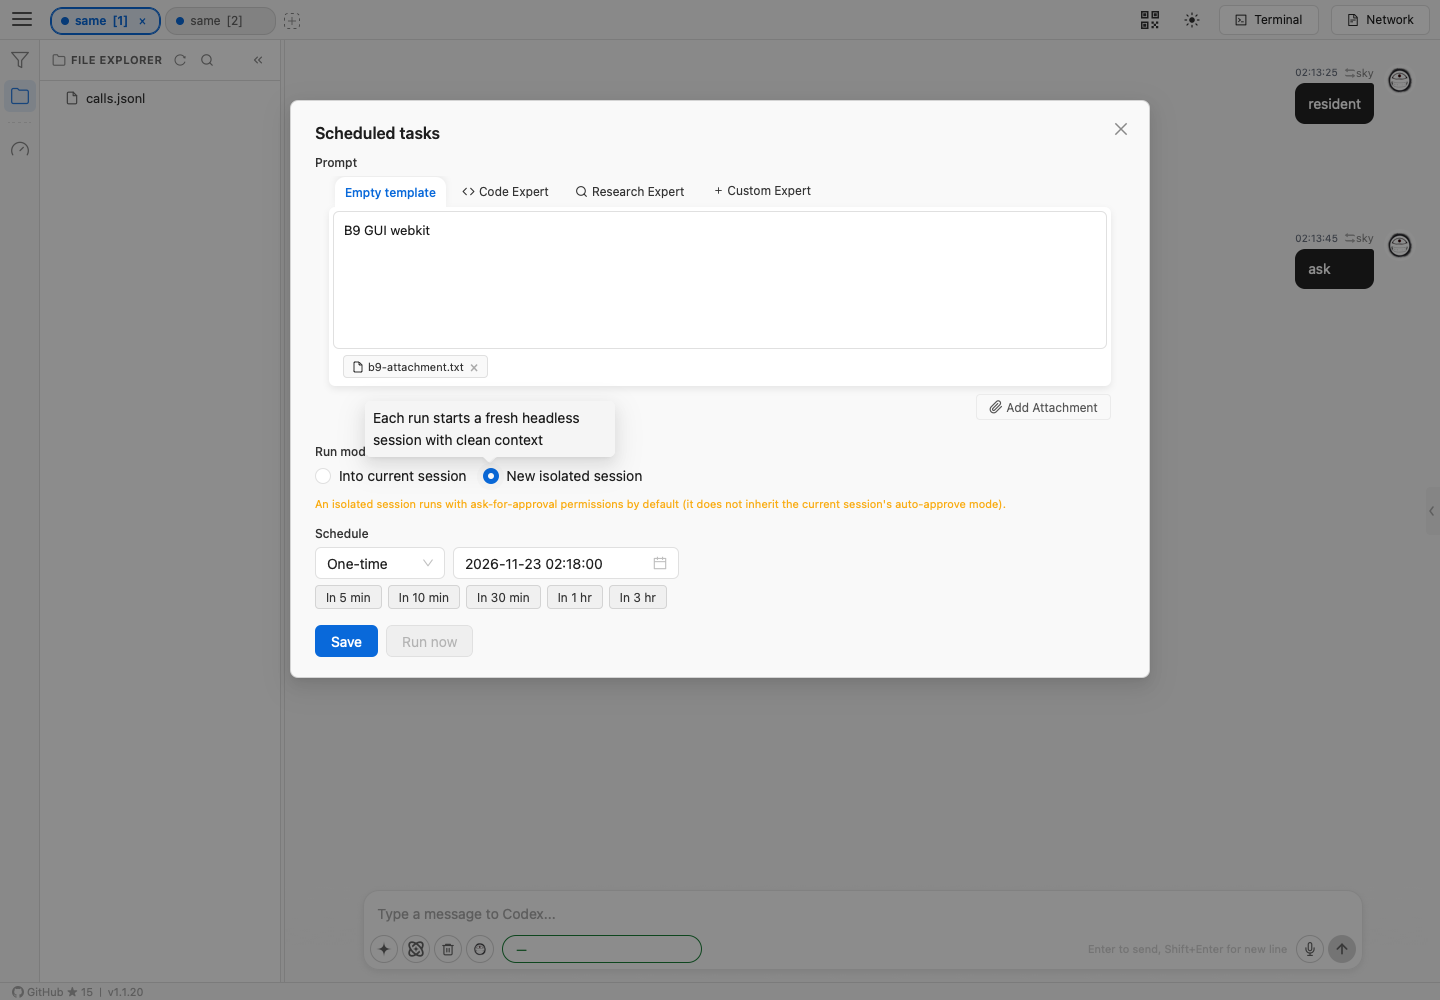 same [1] ×
same [2]
Terminal
Network
FILE EXPLORER
calls.jsonl
02:13:25 sky
resident
02:13:45 sky
ask
Scheduled tasks
Prompt
Empty template
Code Expert
Research Expert
+ Custom Expert
B9 GUI webkit
b9-attachment.txt ×
Add Attachment
Each run starts a fresh headless
session with clean context
Run mod
Into current session
New isolated session
An isolated session runs with ask-for-approval permissions by default (it does not inherit the current session's auto-approve mode).
Schedule
One-time
2026-11-23 02:18:00
In 5 min
In 10 min
In 30 min
In 1 hr
In 3 hr
Save
Run now
Type a message to Codex...
—
Enter to send, Shift+Enter for new line
GitHub ★ 15 | v1.1.20